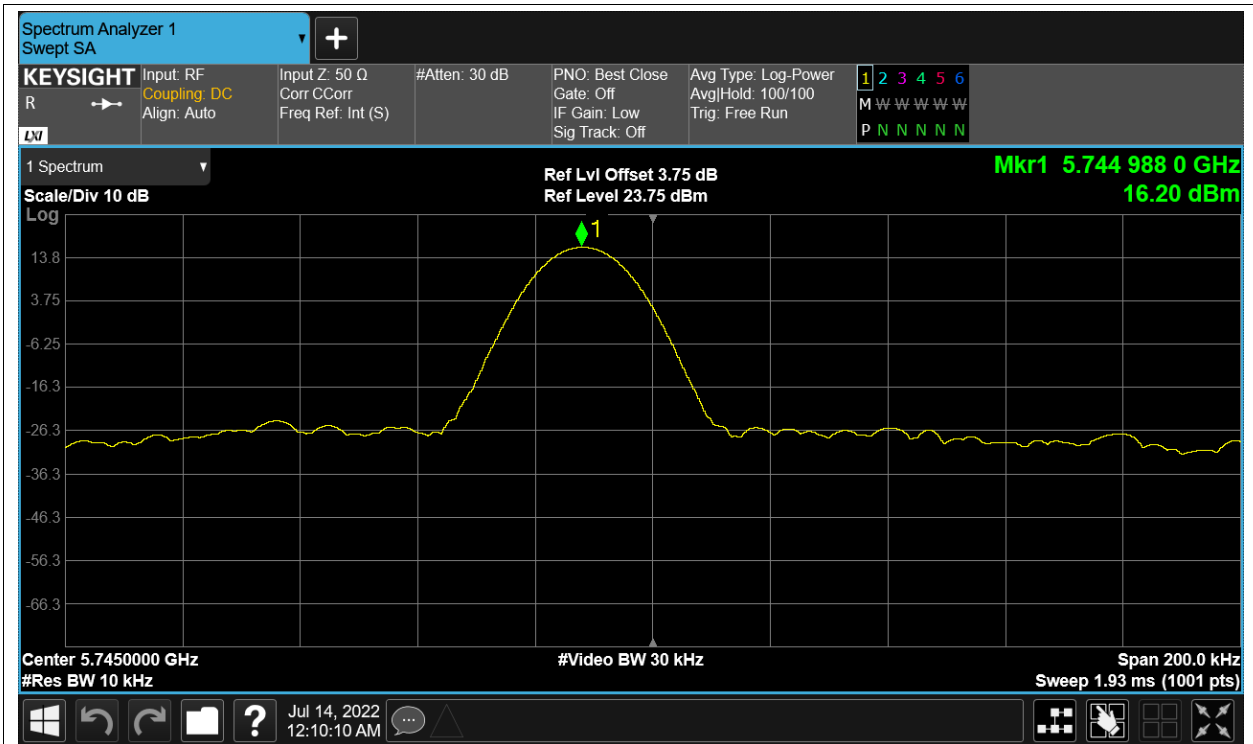 Spectrum Analyzer 1
Swept SA
+
KEYSIGHT
R
LXI
Input: RF
Coupling: DC
Align: Auto
Input Z: 50 Ω
Corr CCorr
Freq Ref: Int (S)
#Atten: 30 dB
PNO: Best Close
Gate: Off
IF Gain: Low
Sig Track: Off
Avg Type: Log-Power
Avg|Hold: 100/100
Trig: Free Run
1 2 3 4 5 6
M W W W W W W
P N N N N N N
1 Spectrum
Scale/Div 10 dB
Log
Ref Lvl Offset 3.75 dB
Ref Level 23.75 dBm
Mkr1 5.744 988 0 GHz
16.20 dBm
1
13.8
3.75
-6.25
-16.3
-26.3
-36.3
-46.3
-56.3
-66.3
Center 5.7450000 GHz
#Res BW 10 kHz
#Video BW 30 kHz
Span 200.0 kHz
Sweep 1.93 ms (1001 pts)
?
Jul 14, 2022
12:10:10 AM